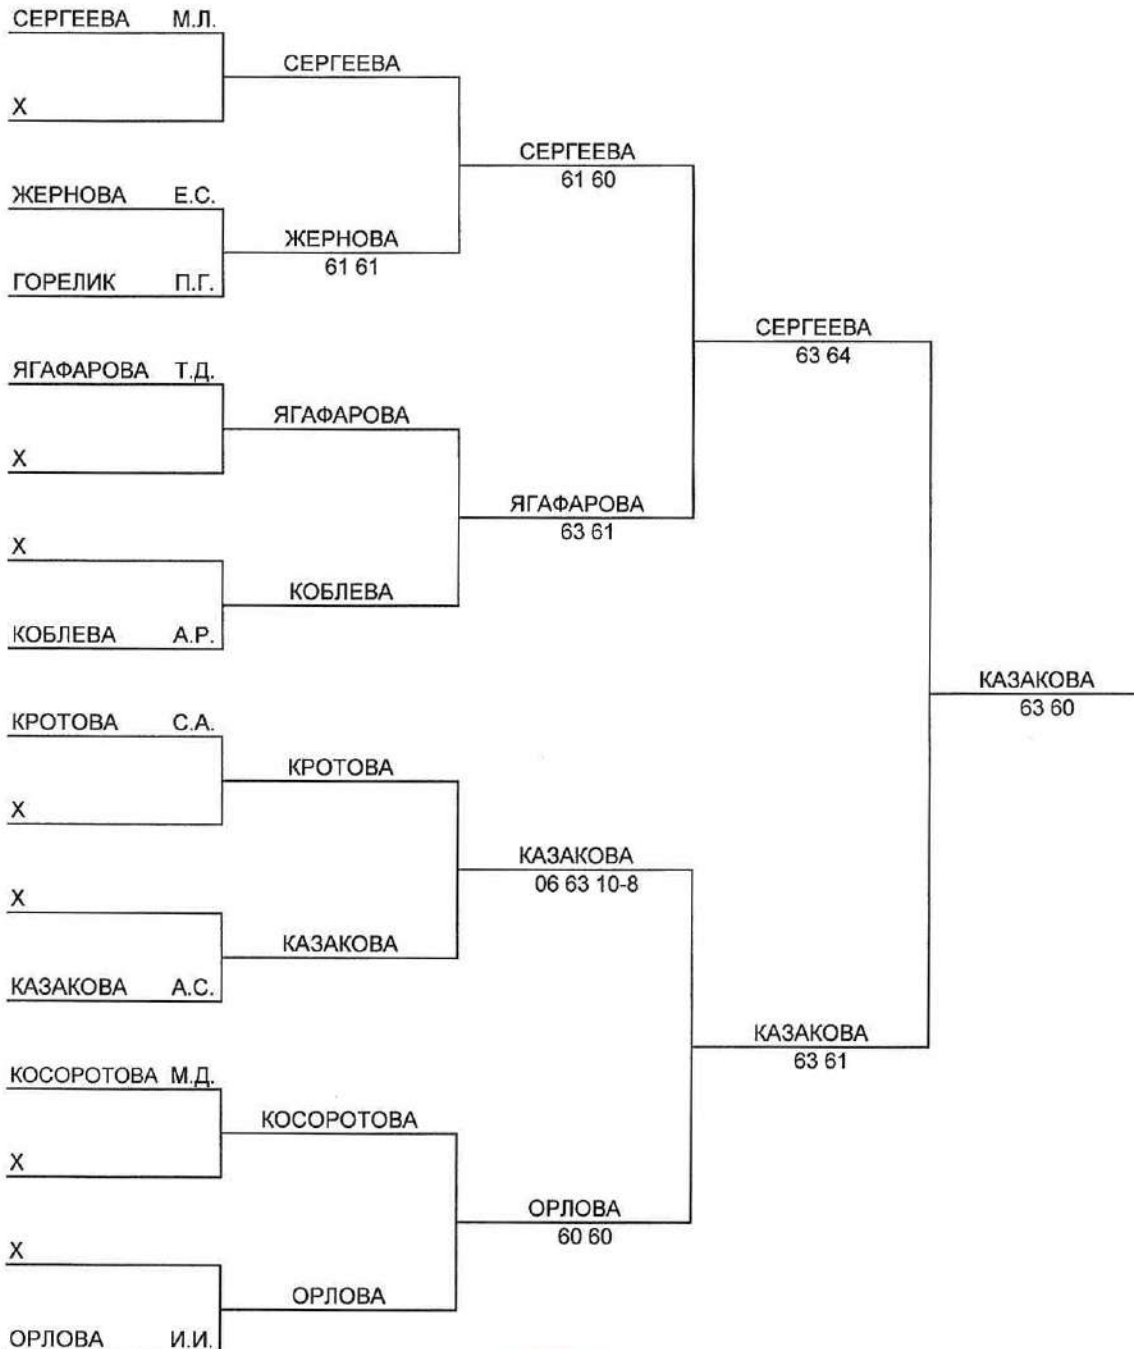 СЕРГЕЕВА М.Л.
СЕРГЕЕВА
X
СЕРГЕЕВА
61 60
ЖЕРНОВА Е.С.
ЖЕРНОВА
61 61
ГОРЕЛИК П.Г.
СЕРГЕЕВА
63 64
ЯГАФАРОВА Т.Д.
ЯГАФАРОВА
X
ЯГАФАРОВА
63 61
X
КОБЛЕВА
КОБЛЕВА А.Р.
КАЗАКОВА
63 60
КРОТОВА С.А.
КРОТОВА
X
КАЗАКОВА
06 63 10-8
X
КАЗАКОВА
КАЗАКОВА А.С.
КАЗАКОВА
63 61
КОСОРОТОВА М.Д.
КОСОРОТОВА
X
ОРЛОВА
60 60
X
ОРЛОВА
ОРЛОВА И.И.